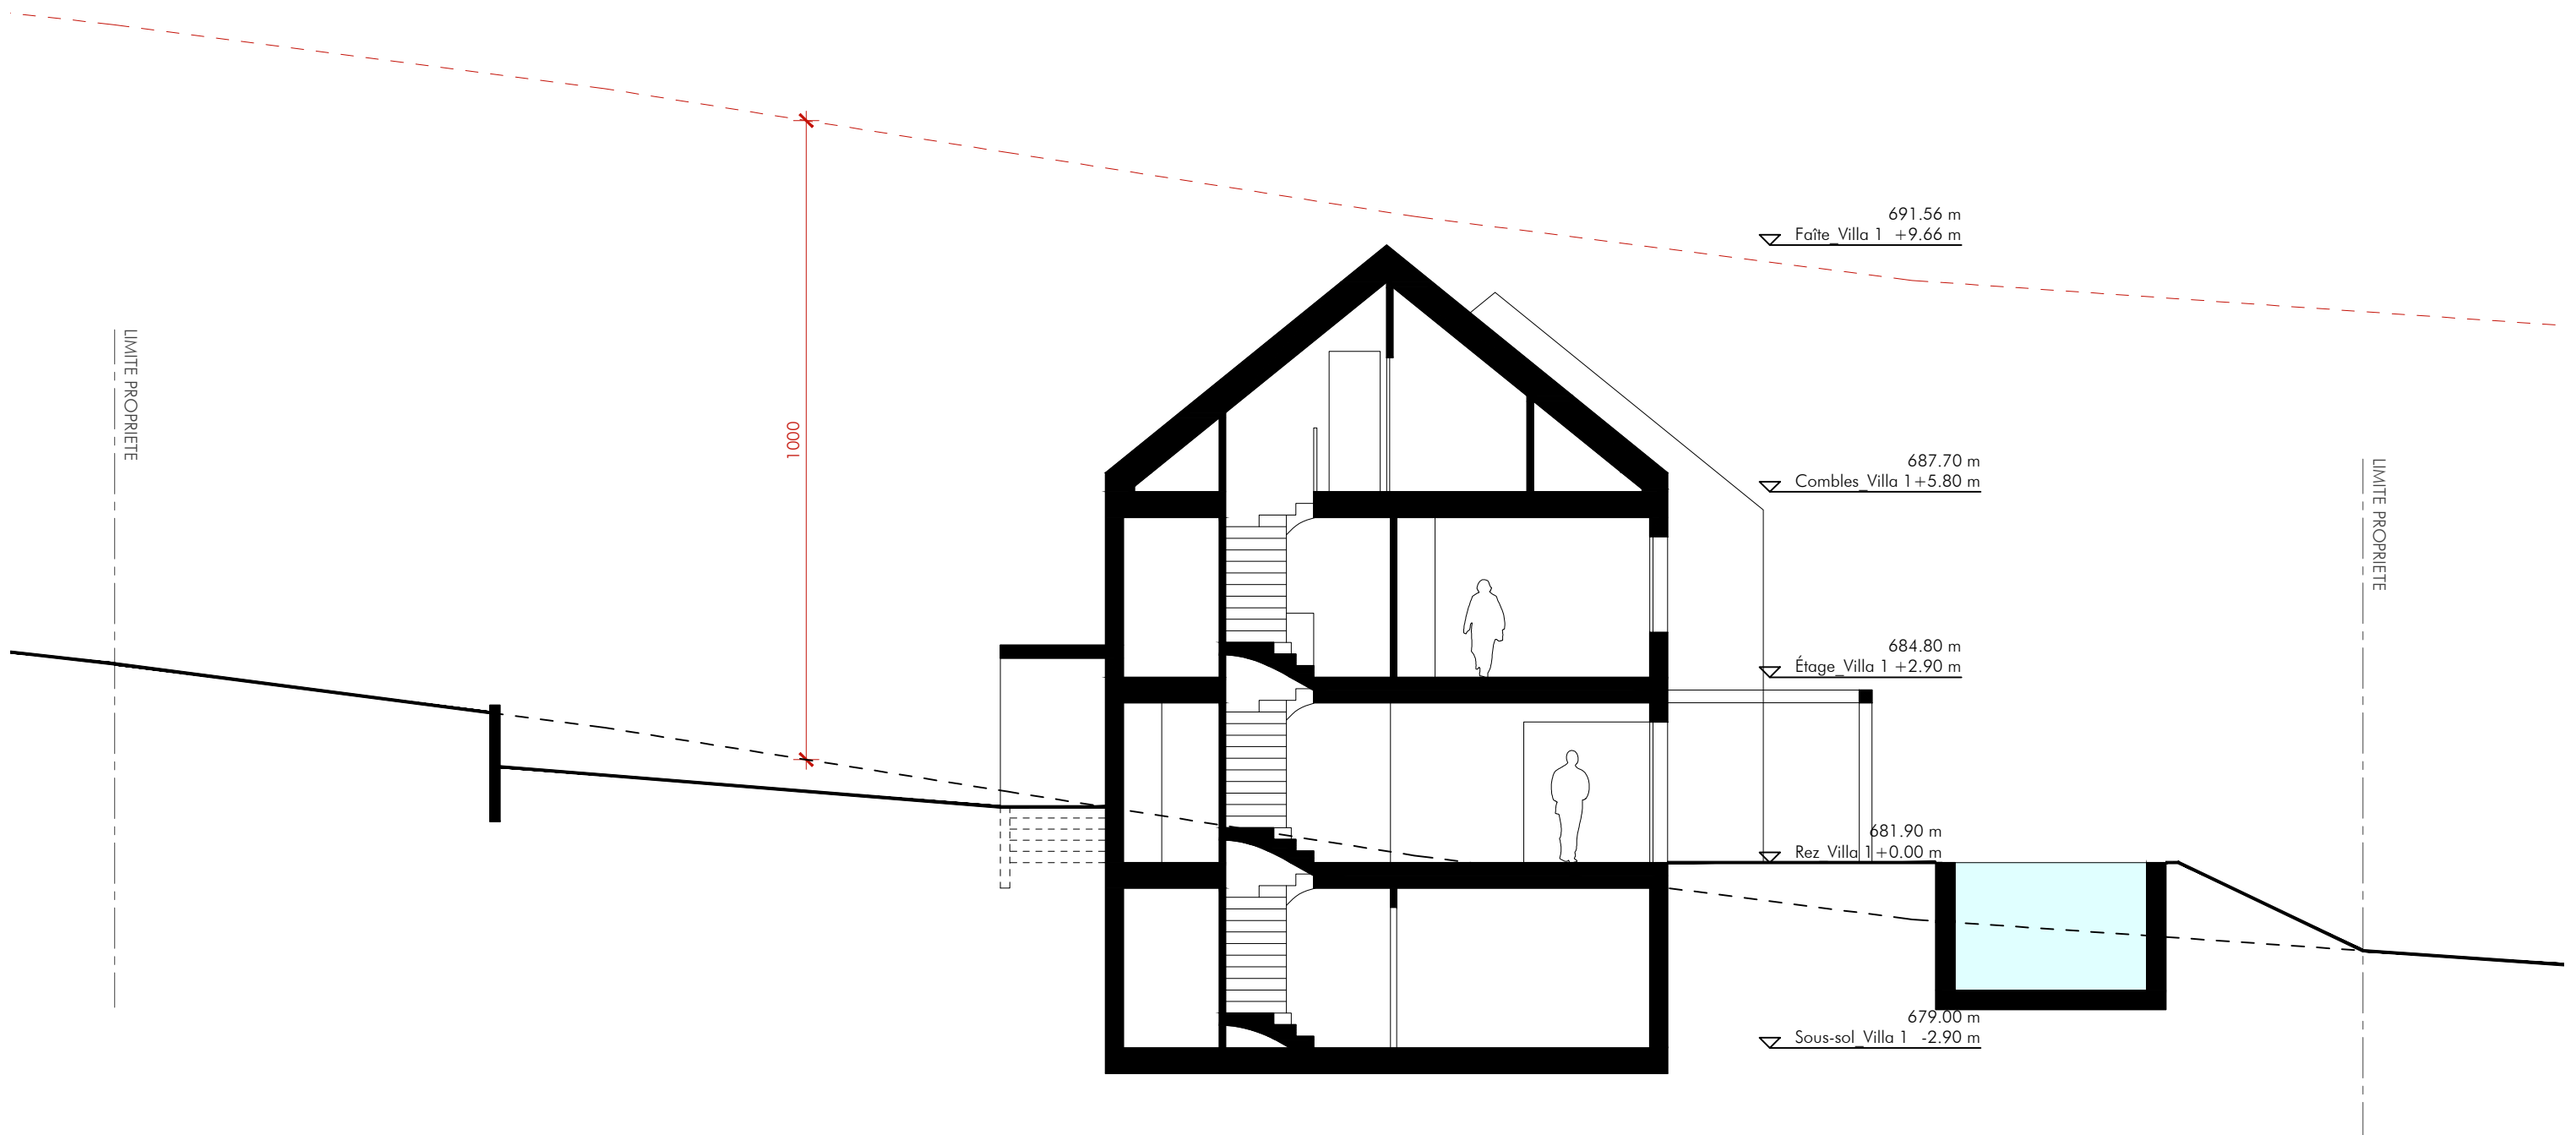 691.56 m
Faîte_Villa 1 +9.66 m
LIMITE PROPRIETE
1000
687.70 m
Combles_Villa 1+5.80 m
LIMITE PROPRIETE
684.80 m
Étage_Villa 1 +2.90 m
681.90 m
Rez_Villa 1+0.00 m
679.00 m
Sous-sol_Villa 1 -2.90 m